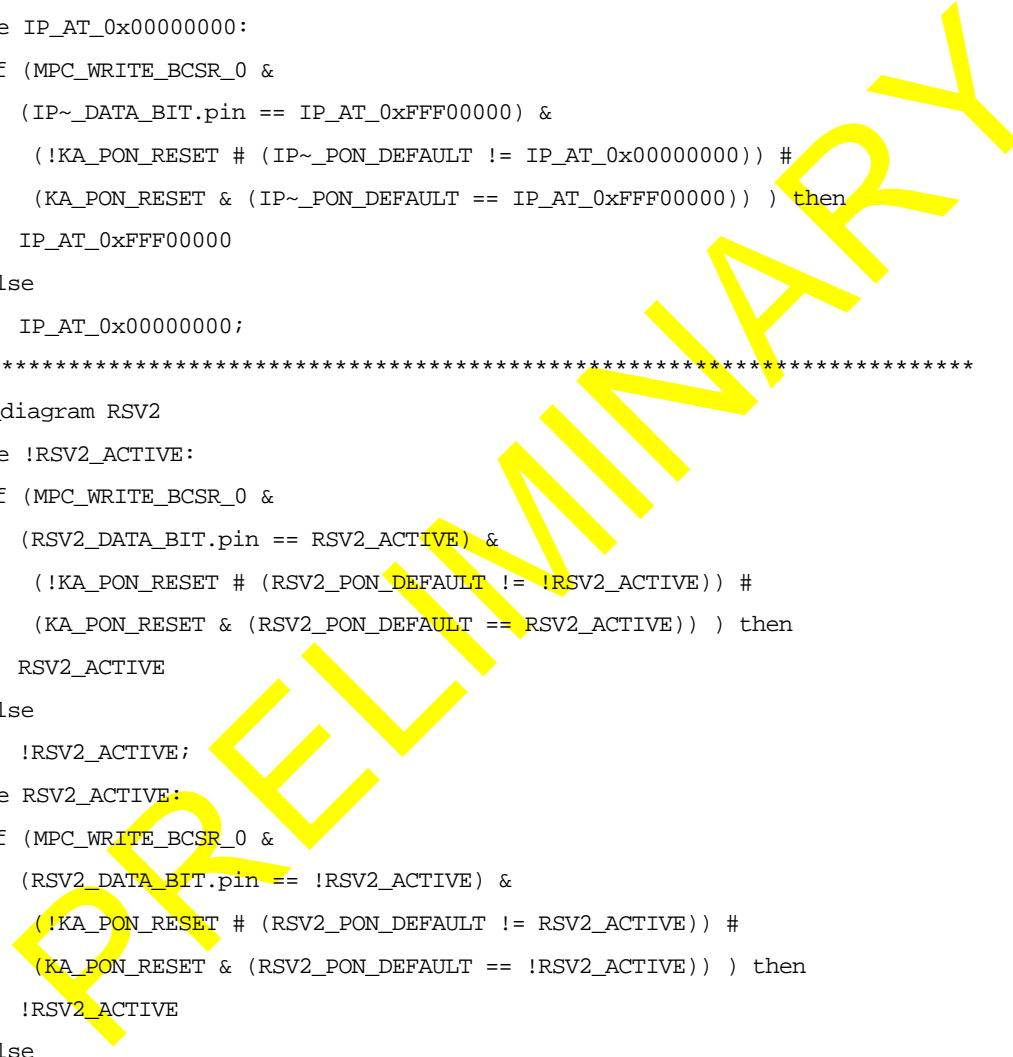 e IP_AT_0x00000000:
f (MPC_WRITE_BCSR_0 &
(IP~_DATA_BIT.pin == IP_AT_0xFFF00000) &
(!KA_PON_RESET # (IP~_PON_DEFAULT != IP_AT_0x00000000)) #
(KA_PON_RESET & (IP~_PON_DEFAULT == IP_AT_0xFFF00000)) ) then
IP_AT_0xFFF00000
lse
IP_AT_0x00000000;
*************************************************************************
_diagram RSV2
e !RSV2_ACTIVE:
f (MPC_WRITE_BCSR_0 &
(RSV2_DATA_BIT.pin == RSV2_ACTIVE) &
(!KA_PON_RESET # (RSV2_PON_DEFAULT != !RSV2_ACTIVE)) #
(KA_PON_RESET & (RSV2_PON_DEFAULT == RSV2_ACTIVE)) ) then
RSV2_ACTIVE
lse
!RSV2_ACTIVE;
e RSV2_ACTIVE:
f (MPC_WRITE_BCSR_0 &
(RSV2_DATA_BIT.pin == !RSV2_ACTIVE) &
(!KA_PON_RESET # (RSV2_PON_DEFAULT != RSV2_ACTIVE)) #
(KA_PON_RESET & (RSV2_PON_DEFAULT == !RSV2_ACTIVE)) ) then
!RSV2_ACTIVE
lse
PRELIMINARY